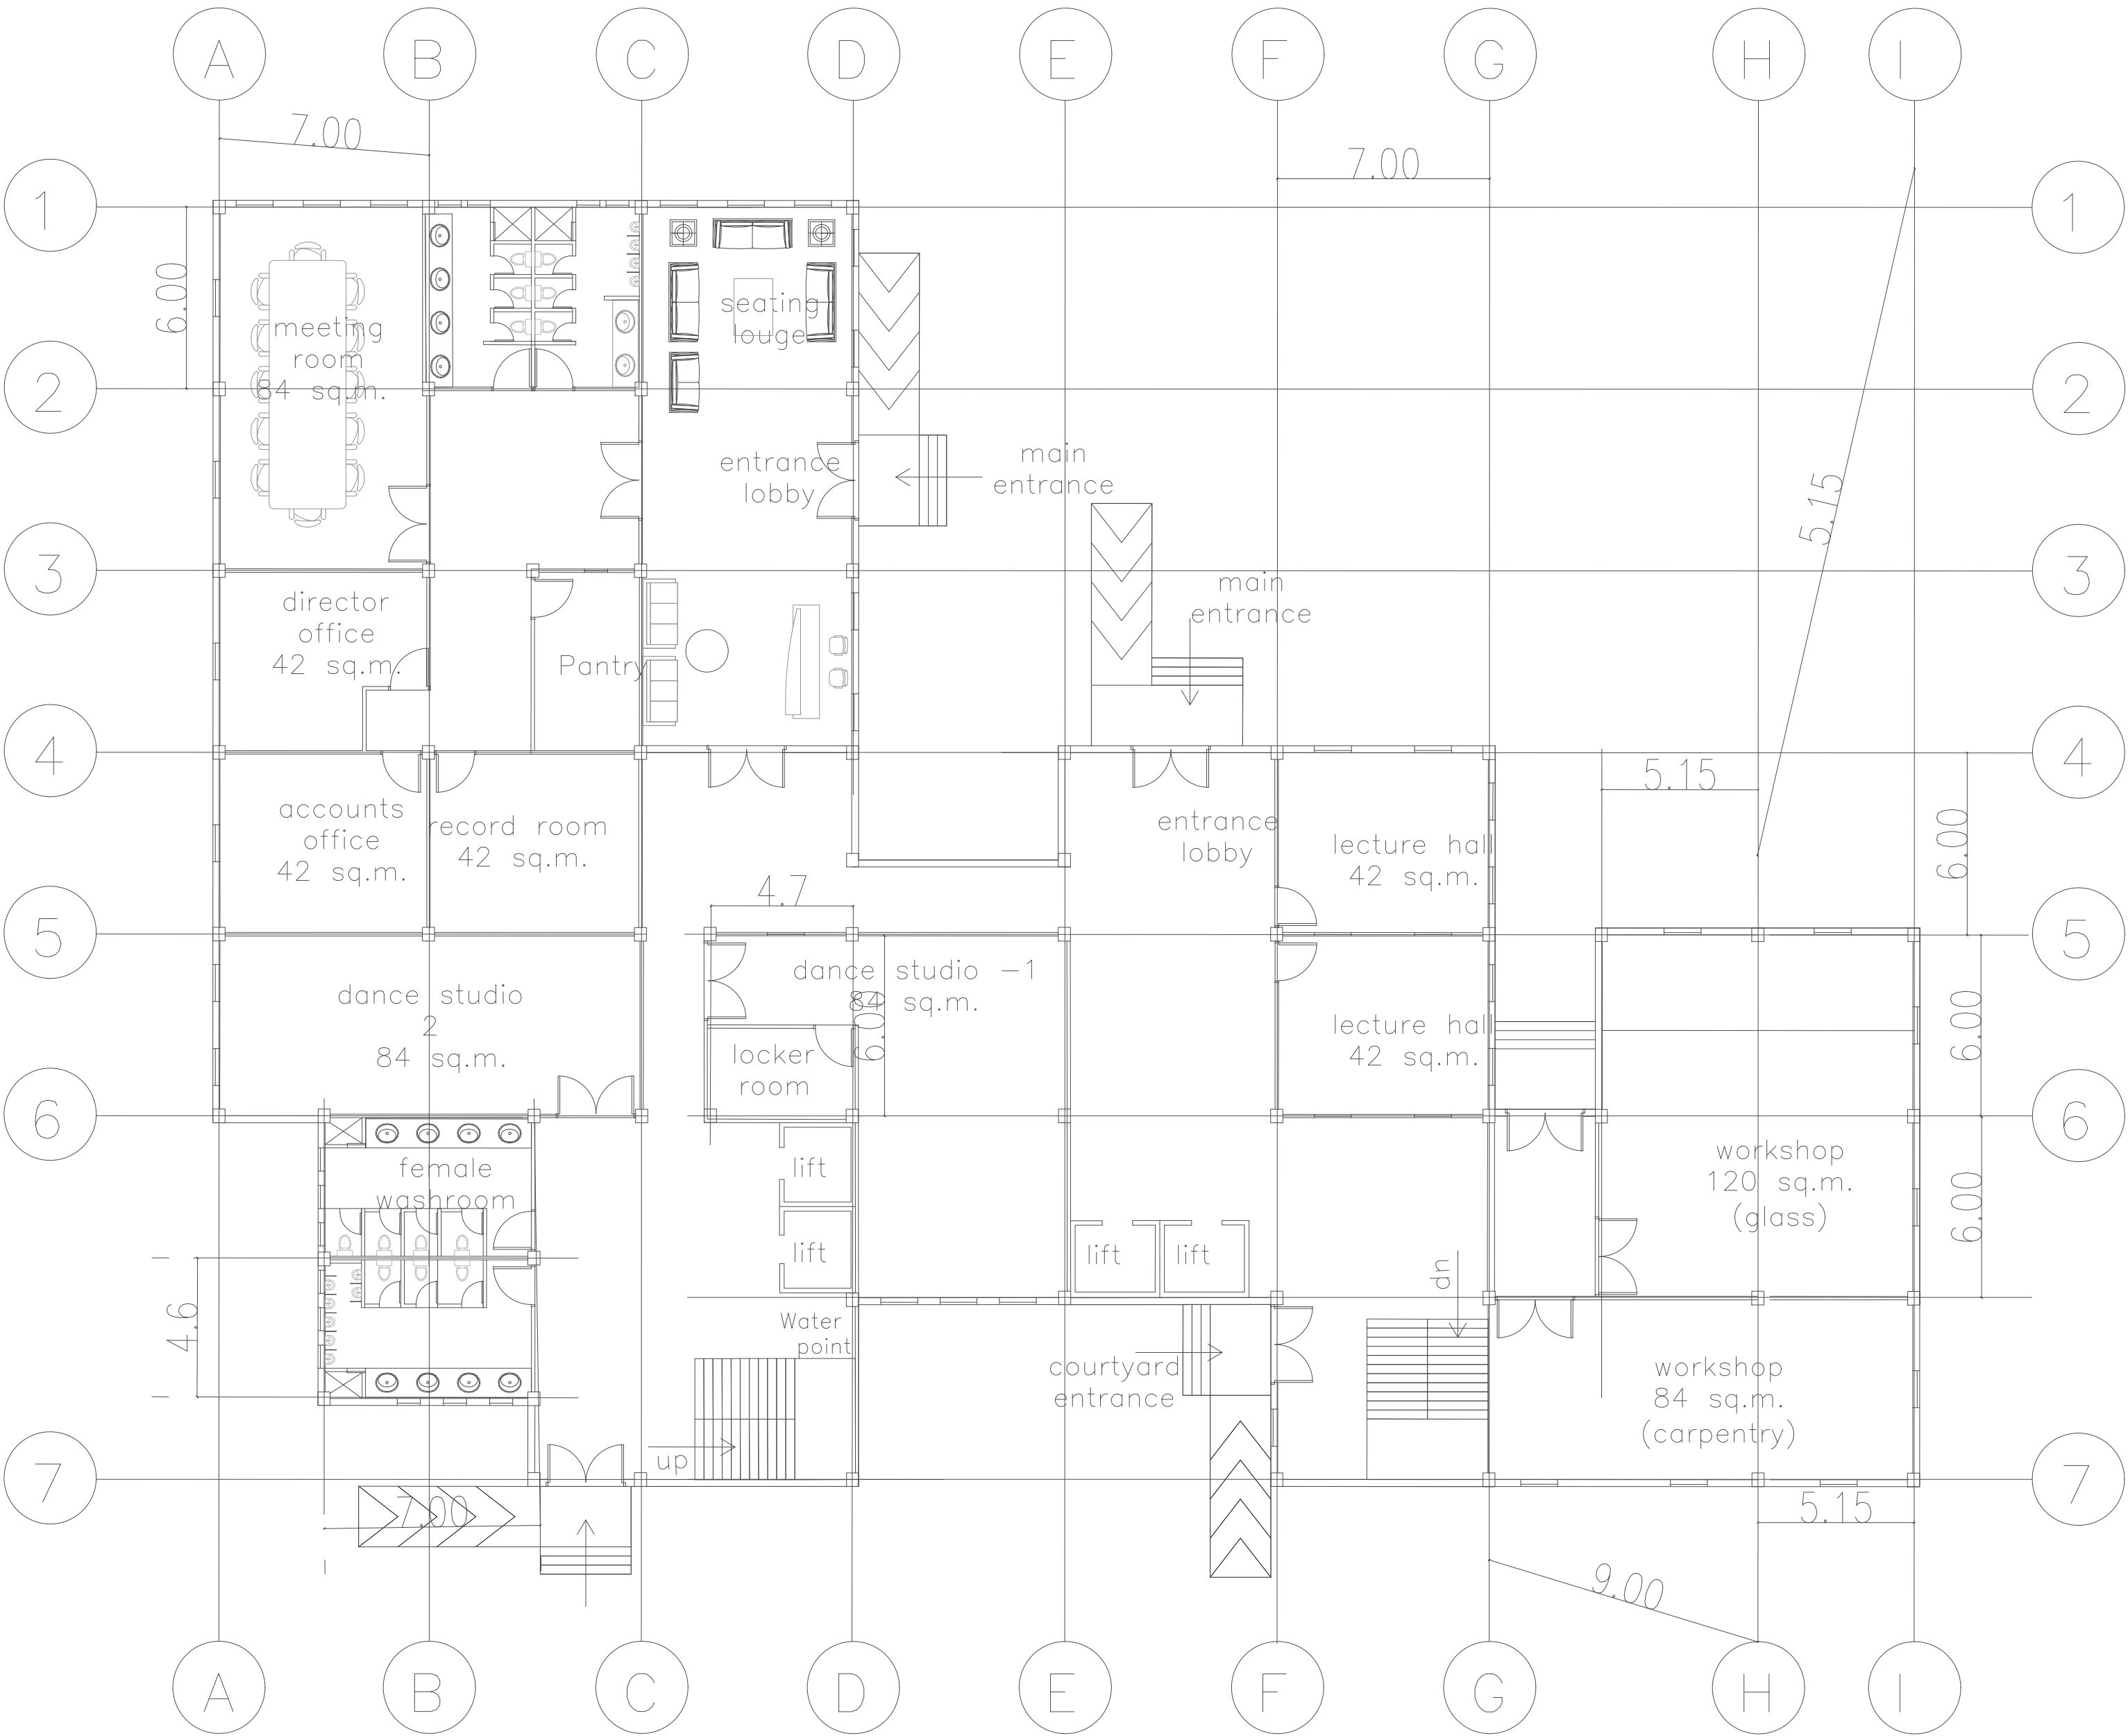 A B C D E F G H I
7.00
7.00
1 1
6.00
seating
louge
meeting
room
84 sq.m.
2 2
main
entrance
entrance
lobby
5.15
3 3
main
entrance
director
office
42 sq.m.
Pantry
4 4
5.15
accounts
office
42 sq.m.
record room
42 sq.m.
entrance
lobby
lecture hall
42 sq.m.
6.00
4.7
5 5
dance studio
2
84 sq.m.
dance studio -1
84 sq.m.
6.00
locker
room
lecture hall
42 sq.m.
6.00
6 6
female
washroom
lift
lift
lift
lift
dn
workshop
120 sq.m.
(glass)
6.00
4.6
Water
point
courtyard
entrance
workshop
84 sq.m.
(carpentry)
up
7 7
7.00
5.15
9.00
A B C D E F G H I